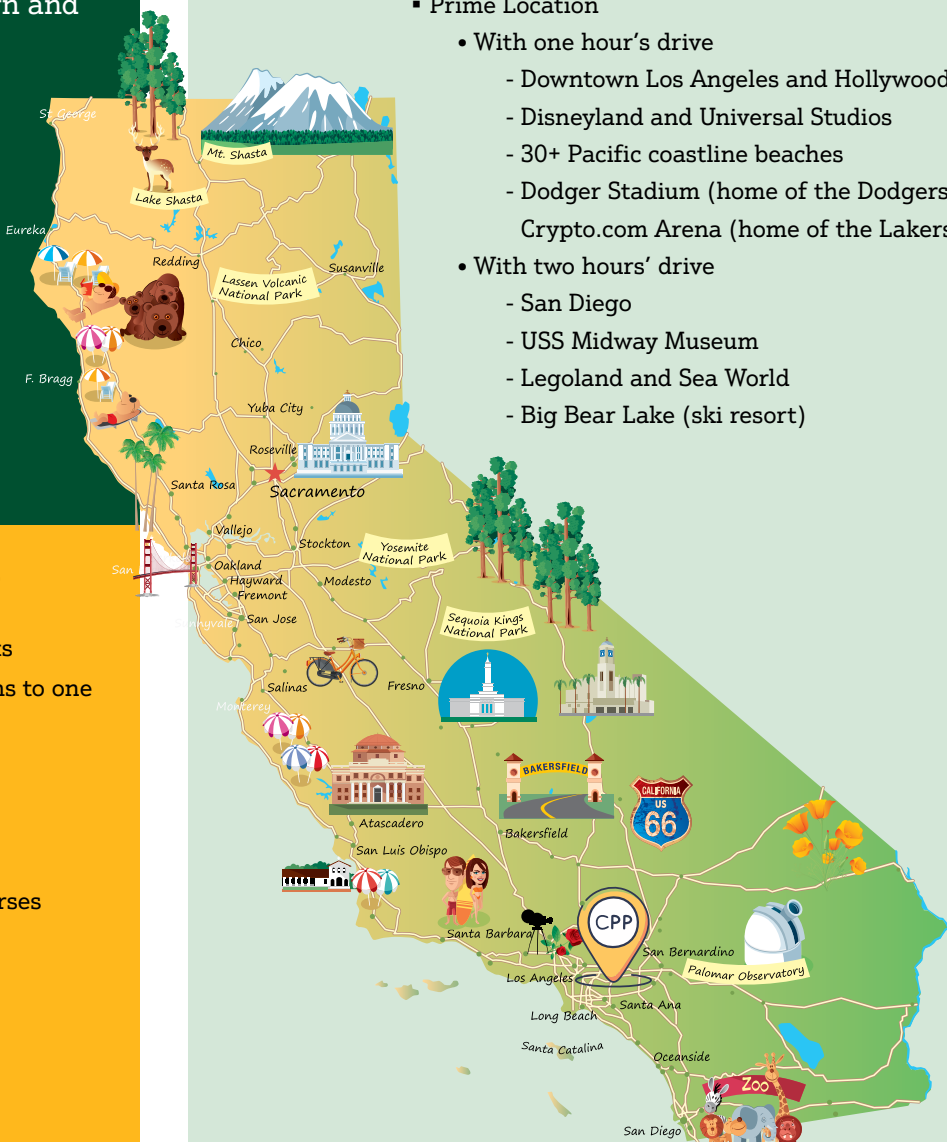 n and
ts
ns to one
rses
▪ Prime Location
• With one hour's drive
- Downtown Los Angeles and Hollywood
- Disneyland and Universal Studios
- 30+ Pacific coastline beaches
- Dodger Stadium (home of the Dodgers
Crypto.com Arena (home of the Lakers
• With two hours' drive
- San Diego
- USS Midway Museum
- Legoland and Sea World
- Big Bear Lake (ski resort)
St George
Mt. Shasta
Lake Shasta
Eureka
Redding
Susanville
Lassen Volcanic
National Park
Chico
F. Bragg
Yuba City
Roseville
Santa Rosa
Sacramento
Vallejo
Stockton
Yosemite
National Park
San
Oakland
Hayward
Modesto
Fremont
Sunnyvale
San Jose
Sequoia Kings
National Park
Salinas
Fresno
Monterey
BAKERSFIELD
CALIFORNIA
US
66
Atascadero
Bakersfield
San Luis Obispo
CPP
Santa Barbara
San Bernardino
Los Angeles
Palomar Observatory
Santa Ana
Long Beach
Santa Catalina
Oceanside
Zoo
San Diego